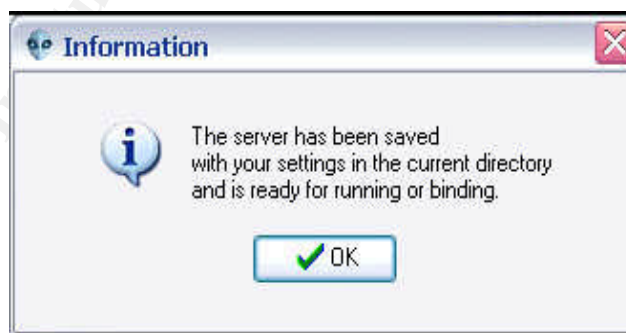 Information
The server has been saved
with your settings in the current directory
and is ready for running or binding.
OK